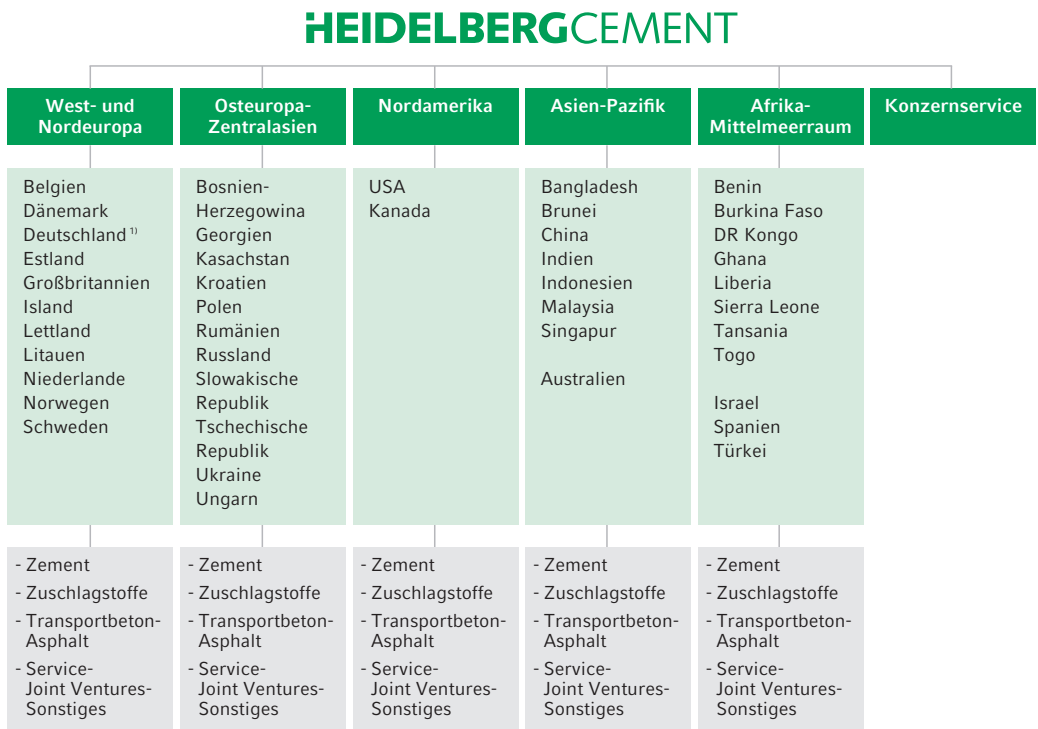 HEIDELBERGCEMENT
West- und
Nordeuropa
Osteuropa-
Zentralasien
Nordamerika
Asien-Pazifik
Afrika-
Mittelmeerraum
Konzernservice
Belgien
Dänemark
Deutschland 1)
Estland
Großbritannien
Island
Lettland
Litauen
Niederlande
Norwegen
Schweden
Bosnien-
Herzegowina
Georgien
Kasachstan
Kroatien
Polen
Rumänien
Russland
Slowakische
Republik
Tschechische
Republik
Ukraine
Ungarn
USA
Kanada
Bangladesh
Brunei
China
Indien
Indonesien
Malaysia
Singapur
Australien
Benin
Burkina Faso
DR Kongo
Ghana
Liberia
Sierra Leone
Tansania
Togo
Israel
Spanien
Türkei
- Zement
- Zuschlagstoffe
- Transportbeton-
Asphalt
- Service-
Joint Ventures-
Sonstiges
- Zement
- Zuschlagstoffe
- Transportbeton-
Asphalt
- Service-
Joint Ventures-
Sonstiges
- Zement
- Zuschlagstoffe
- Transportbeton-
Asphalt
- Service-
Joint Ventures-
Sonstiges
- Zement
- Zuschlagstoffe
- Transportbeton-
Asphalt
- Service-
Joint Ventures-
Sonstiges
- Zement
- Zuschlagstoffe
- Transportbeton-
Asphalt
- Service-
Joint Ventures-
Sonstiges